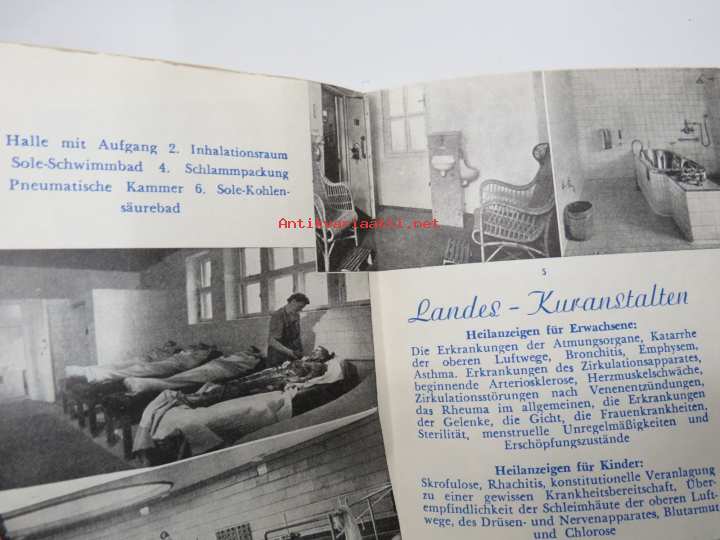 Halle mit Aufgang 2. Inhalationsraum
Sole-Schwimmbad 4. Schlammpackung
Pneumatische Kammer 6. Sole-Kohlen-
säurebad
Antikvariaatti.net
5
Landes - Kuranstalten
Heilanzeigen für Erwachsene:
Die Erkrankungen der Atmungsorgane, Katarrhe
der oberen Luftwege, Bronchitis, Emphysem,
Asthma. Erkrankungen des Zirkulationsapparates,
beginnende Arteriosklerose, Herzmuskelschwäche,
Zirkulationsstörungen nach Venenentzündungen,
das Rheuma im allgemeinen, die Erkrankungen
der Gelenke, die Gicht, die Frauenkrankheiten,
Sterilität, menstruelle Unregelmäßigkeiten und
Erschöpfungszustände
Heilanzeigen für Kinder:
Skrofulose, Rhachitis, konstitutionelle Veranlagung
zu einer gewissen Krankheitsbereitschaft, Über-
empfindlichkeit der Schleimhäute der oberen Luft-
wege, des Drüsen- und Nervenapparates, Blutarmut
und Chlorose